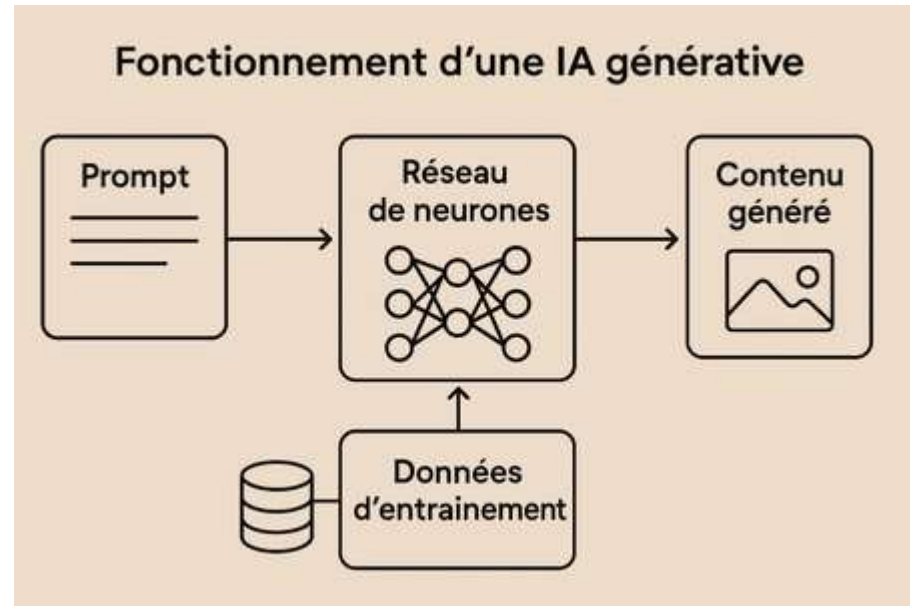 Fonctionnement d’une IA générative
Prompt
Réseau
de neurones
Contenu
généré
Données
d’entrainement